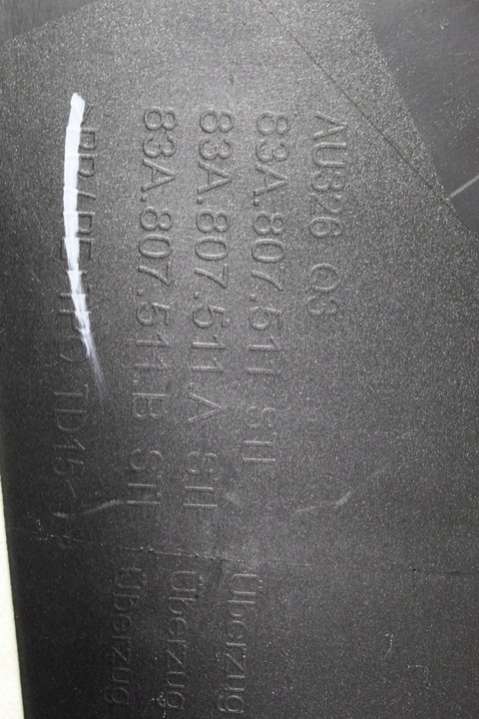 AU326 Q3
83A.807.511 STI Überzug
83A.807.511.A STI Überzug
83A.807.511.B STI Überzug